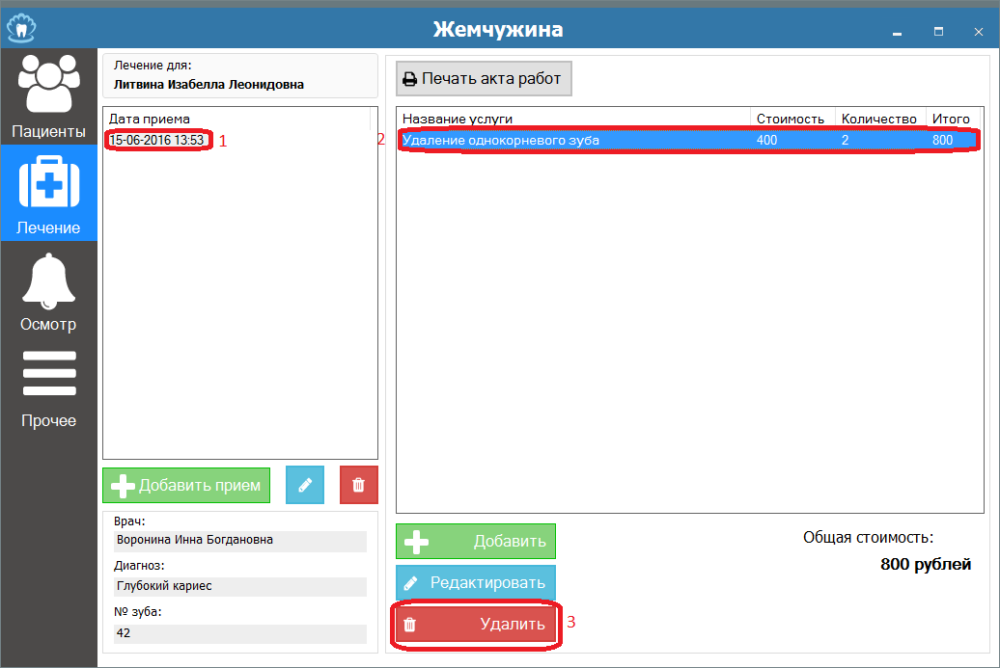 Жемчужина
Пациенты
Лечение
Осмотр
Прочее
Лечение для:
Литвина Изабелла Леонидовна
Дата приема
15-06-2016 13:53 1
Добавить прием
Врач:
Воронина Инна Богдановна
Диагноз:
Глубокий кариес
№ зуба:
42
Печать акта работ
Название услуги Стоимость Количество Итого
2 Удаление однокорневого зуба 400 2 800
Добавить
Редактировать
Удалить 3
Общая стоимость:
800 рублей